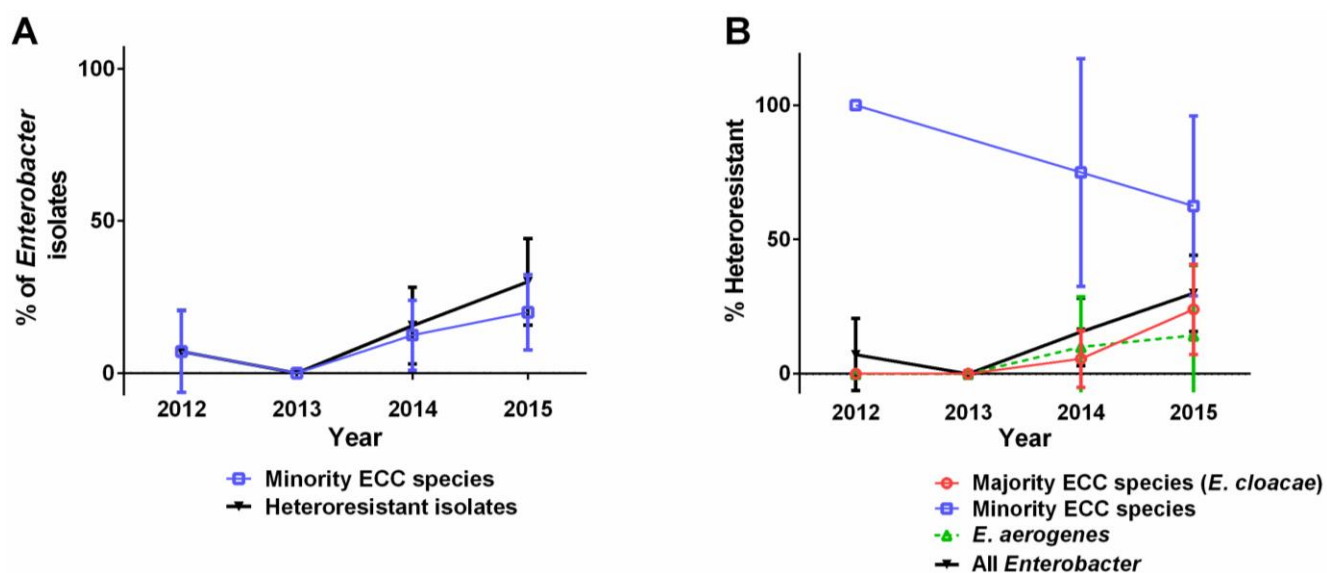 A
% of Enterobacter
isolates
100
50
0
2012 2013 2014 2015
Year
Minority ECC species
Heteroresistant isolates
B
% Heteroresistant
100
50
0
2012 2013 2014 2015
Year
Majority ECC species (E. cloacae)
Minority ECC species
E. aerogenes
All Enterobacter